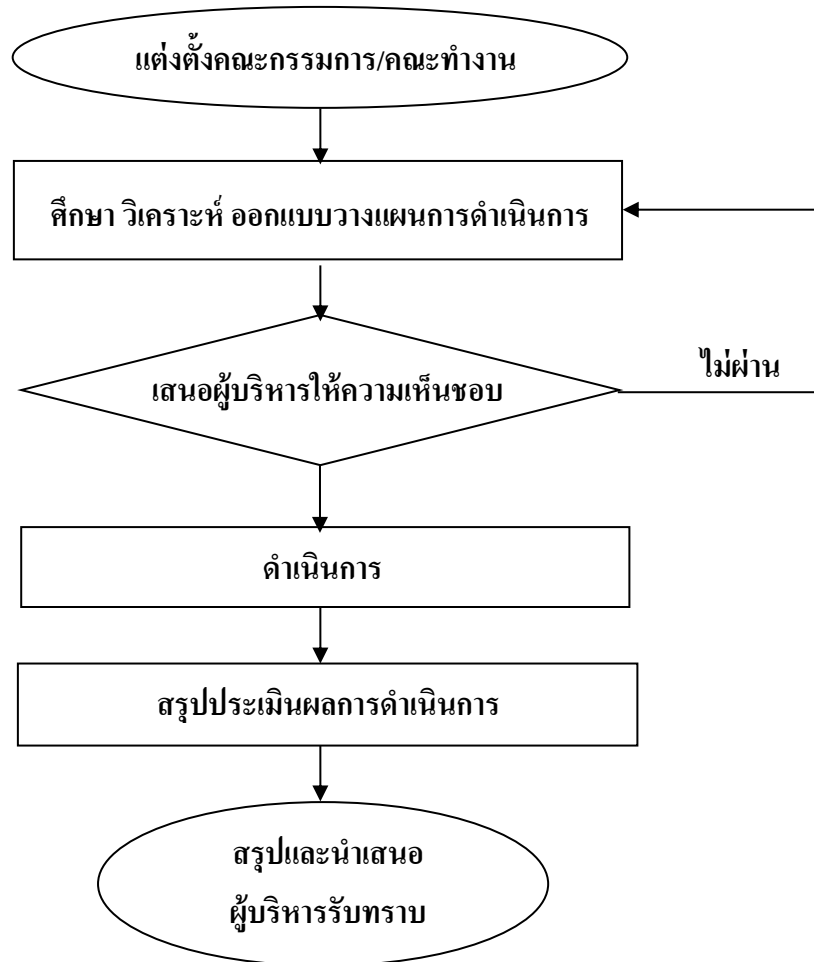 แต่งตั้งคณะกรรมการ/คณะทำงาน
ศึกษา วิเคราะห์ ออกแบบวางแผนการดำเนินการ
ไม่ผ่าน
เสนอผู้บริหารให้ความเห็นชอบ
ดำเนินการ
สรุปประเมินผลการดำเนินการ
สรุปและนำเสนอ
ผู้บริหารรับทราบ